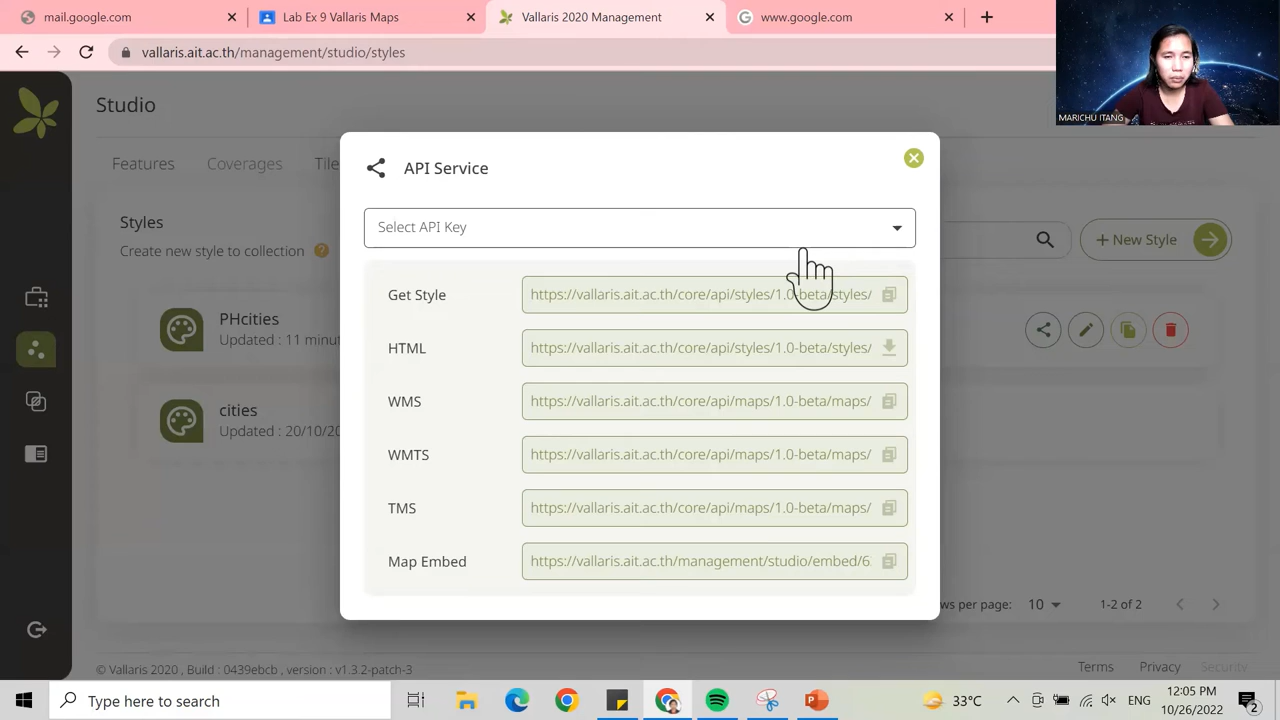 mail.google.com
Lab Ex 9 Vallaris Maps
Vallaris 2020 Management
www.google.com
vallaris.ait.ac.th/management/studio/styles
MARICHU ITANG
Studio
Features
Coverages
Styles
Create new style to collection
+ New Style
API Service
Select API Key
Get Style
https://vallaris.ait.ac.th/core/api/styles/1.0-beta/styles/
HTML
https://vallaris.ait.ac.th/core/api/styles/1.0-beta/styles/
WMS
https://vallaris.ait.ac.th/core/api/maps/1.0-beta/maps/
WMTS
https://vallaris.ait.ac.th/core/api/maps/1.0-beta/maps/
TMS
https://vallaris.ait.ac.th/core/api/maps/1.0-beta/maps/
Map Embed
https://vallaris.ait.ac.th/management/studio/embed/6
PHcities
Updated : 11 minut
cities
Updated : 20/10/20
ws per page: 10
1-2 of 2
© Vallaris 2020 , Build : 0439ebcb , version : v1.3.2-patch-3
Terms
Privacy
Security
Type here to search
33°C
ENG
12:05 PM
10/26/2022
2